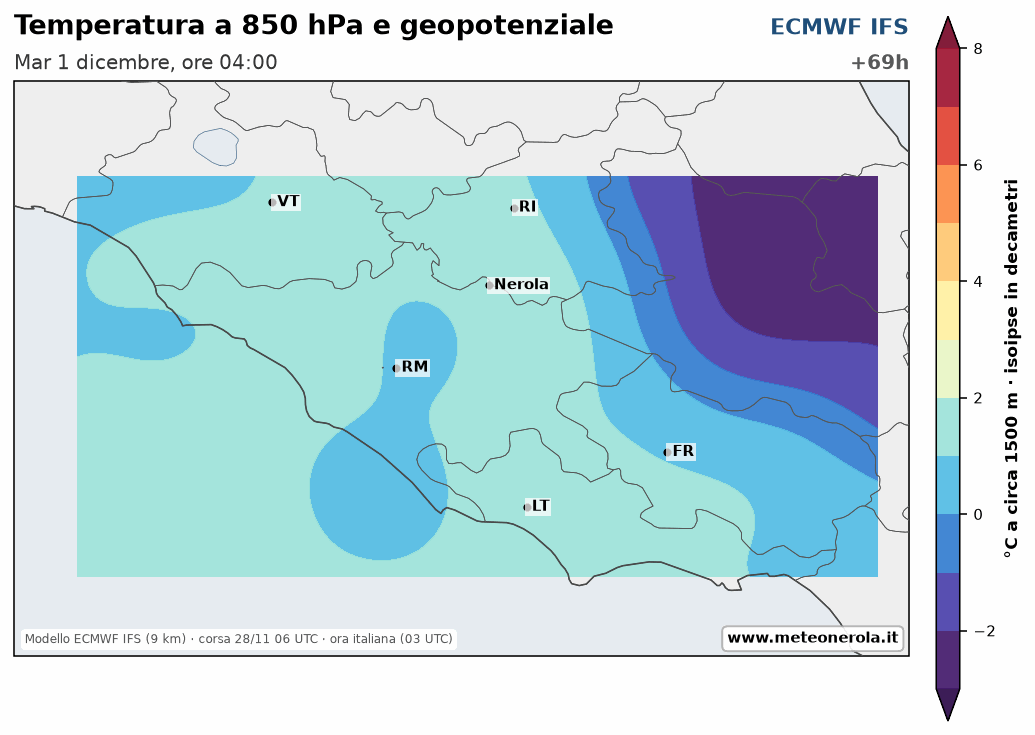 Temperatura a 850 hPa e geopotenziale
ECMWF IFS
Mar 1 dicembre, ore 04:00
+69h
VT
RI
Nerola
RM
FR
LT
8
6
4
2
0
−2
°C a circa 1500 m · isoipse in decametri
Modello ECMWF IFS (9 km) · corsa 28/11 06 UTC · ora italiana (03 UTC)
www.meteonerola.it